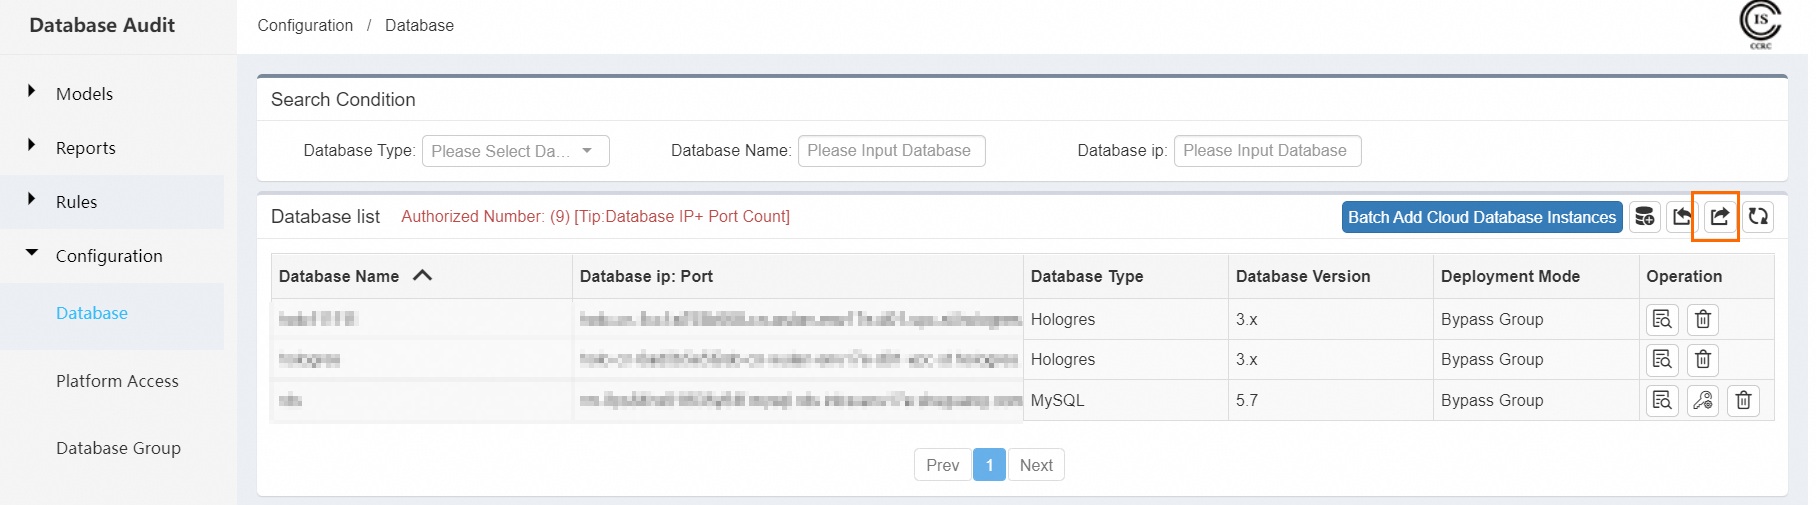 Database Audit
Configuration / Database
IS
CCRC
Models
Reports
Rules
Configuration
Database
Platform Access
Database Group
Search Condition
Database Type: Please Select Da... Database Name: Please Input Database Database ip: Please Input Database
Database list Authorized Number: (9) [Tip:Database IP+ Port Count] Batch Add Cloud Database Instances
Database Name Database ip: Port Database Type Database Version Deployment Mode Operation
Hologres 3.x Bypass Group
Hologres 3.x Bypass Group
MySQL 5.7 Bypass Group
Prev 1 Next